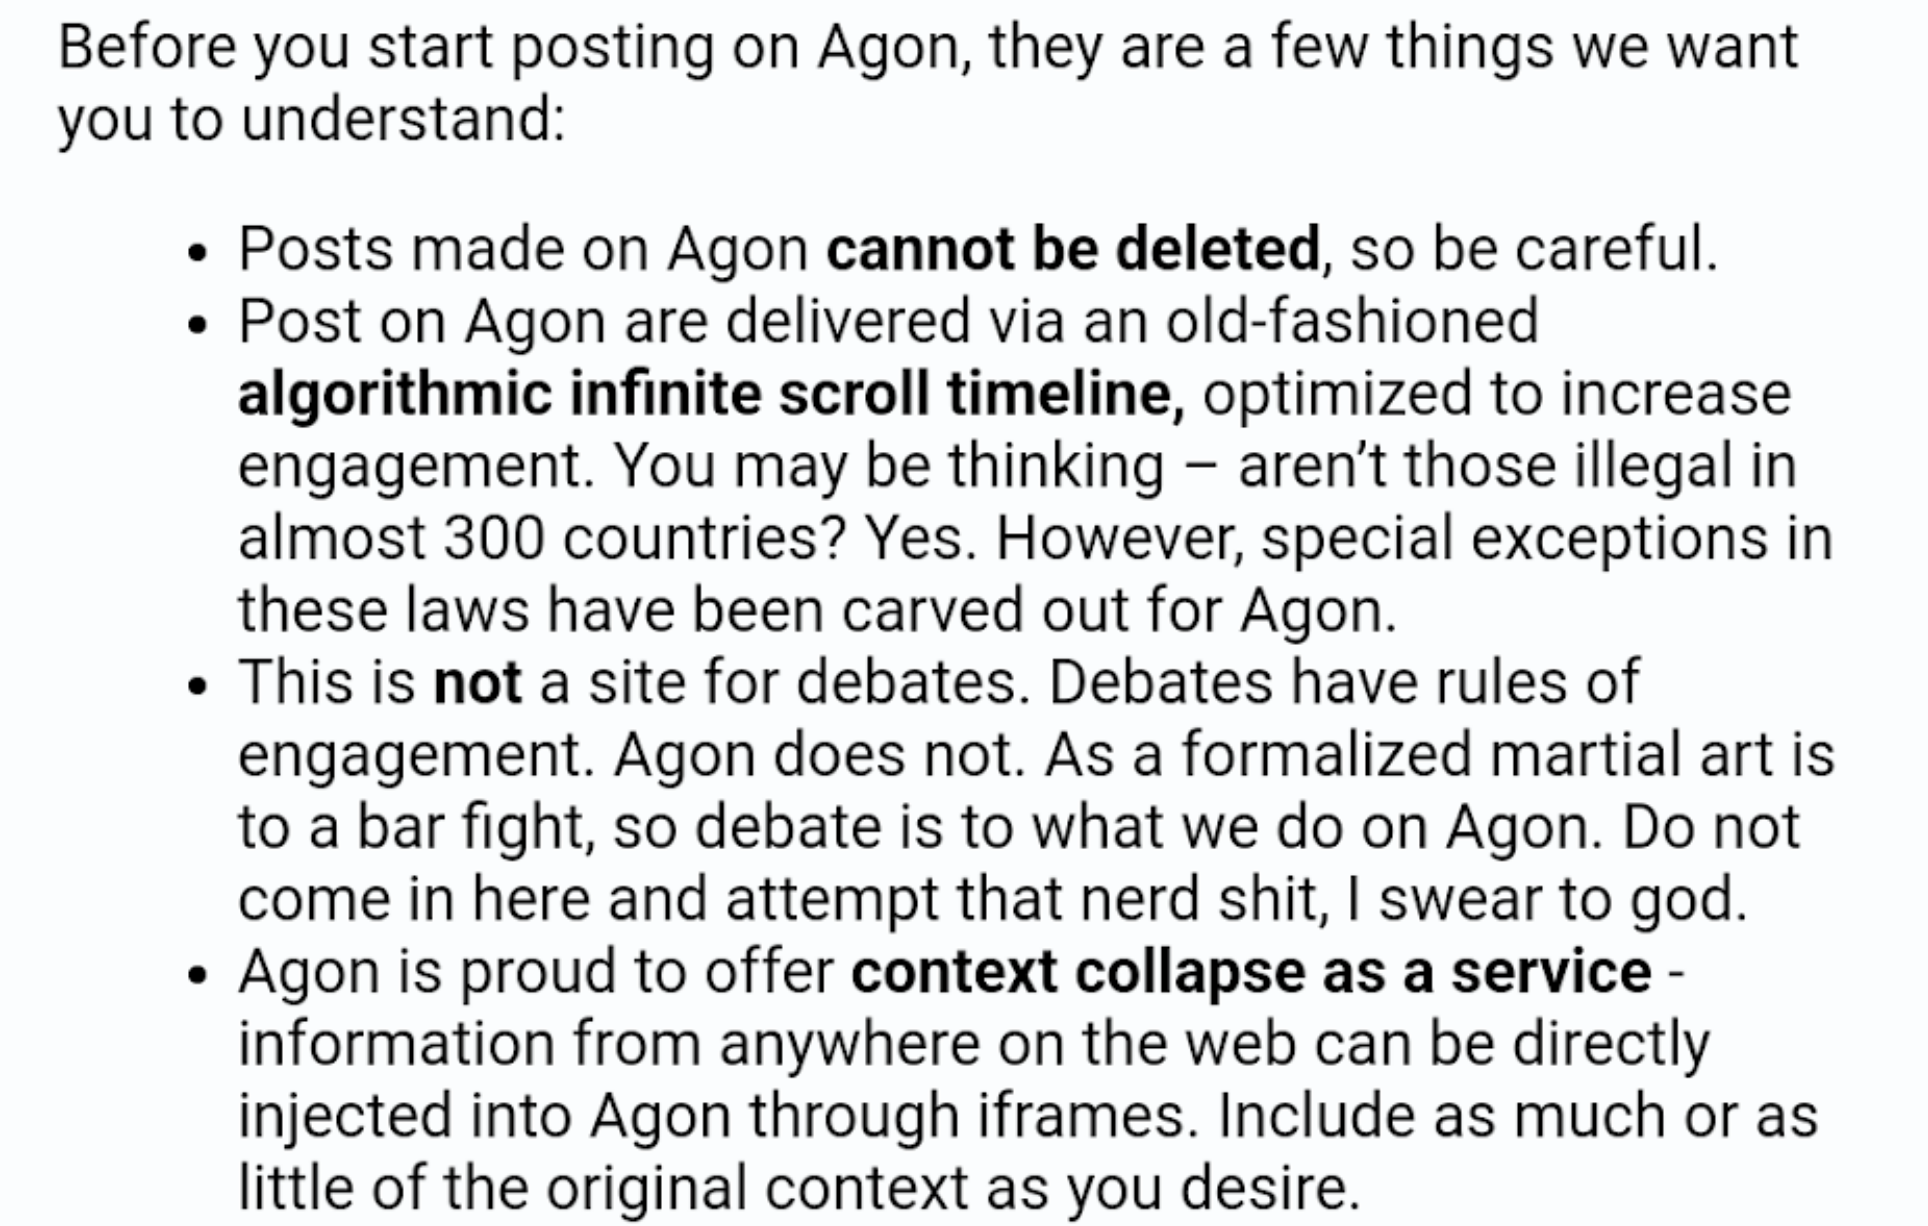 Before you start posting on Agon, they are a few things we want
you to understand:
• Posts made on Agon cannot be deleted, so be careful.
• Post on Agon are delivered via an old-fashioned
algorithmic infinite scroll timeline, optimized to increase
engagement. You may be thinking – aren’t those illegal in
almost 300 countries? Yes. However, special exceptions in
these laws have been carved out for Agon.
• This is not a site for debates. Debates have rules of
engagement. Agon does not. As a formalized martial art is
to a bar fight, so debate is to what we do on Agon. Do not
come in here and attempt that nerd shit, I swear to god.
• Agon is proud to offer context collapse as a service -
information from anywhere on the web can be directly
injected into Agon through iframes. Include as much or as
little of the original context as you desire.